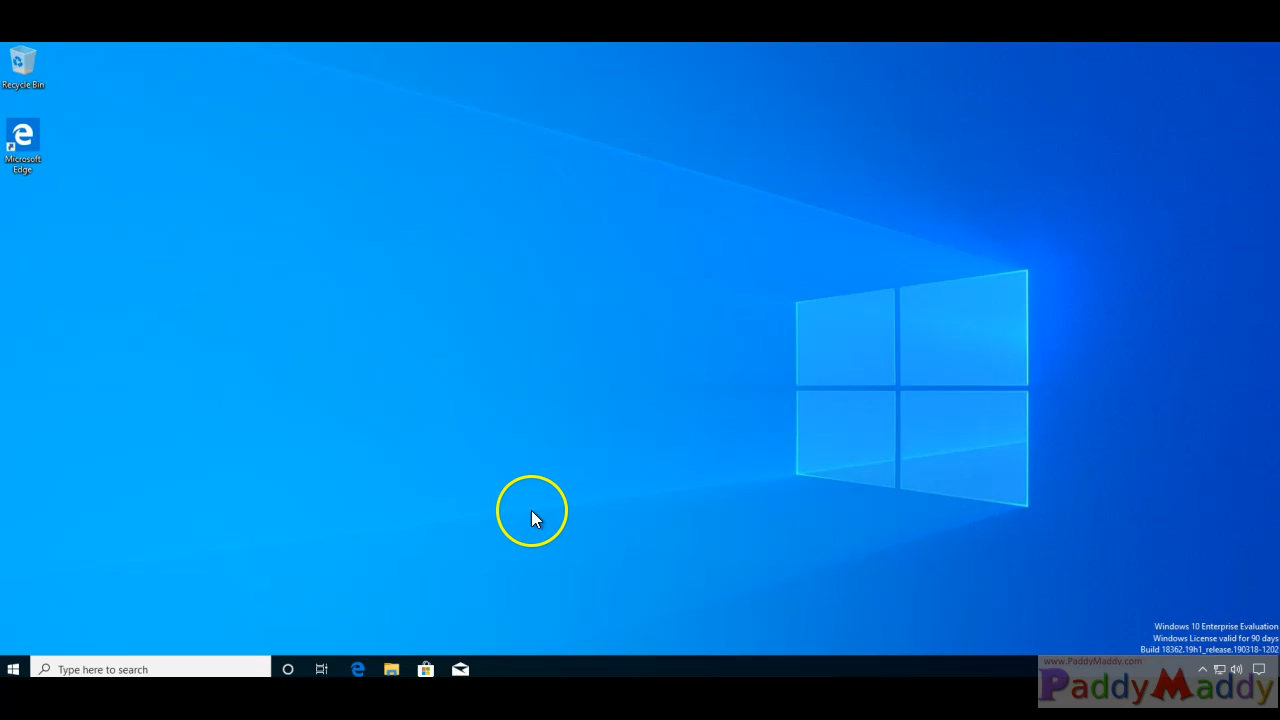 Recycle Bin
Microsoft
Edge
Windows 10 Enterprise Evaluation
Windows License valid for 90 days
Build 18362.19h1_release.190318-1202
Type here to search
www.PaddyMaddy.com
PaddyMaddy